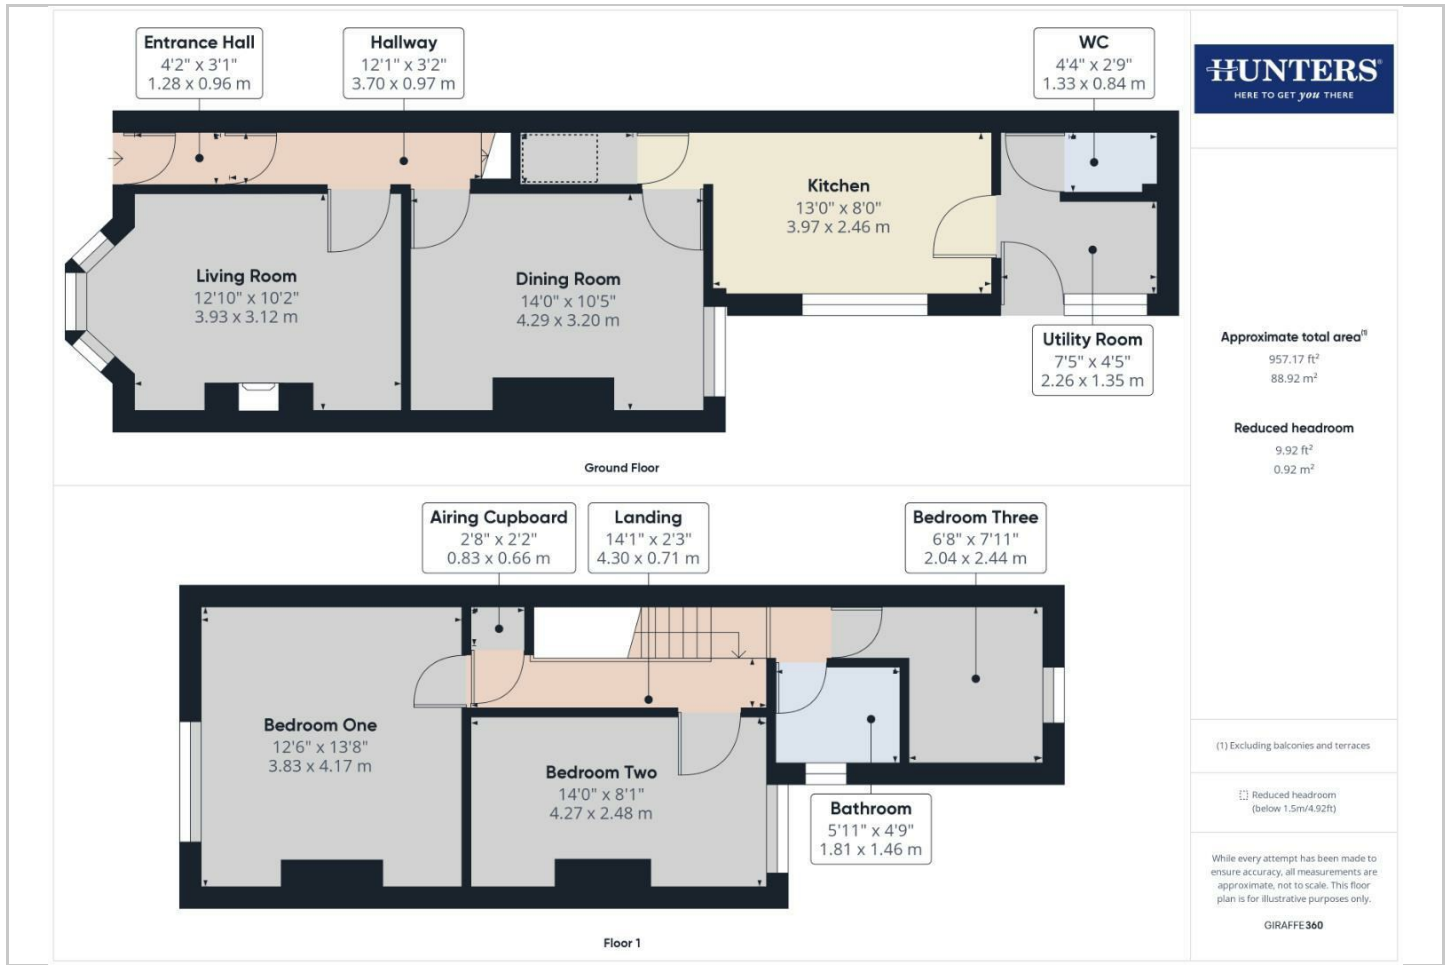 Entrance Hall
4'2" x 3'1"
1.28 x 0.96 m
Hallway
12'1" x 3'2"
3.70 x 0.97 m
WC
4'4" x 2'9"
1.33 x 0.84 m
Kitchen
13'0" x 8'0"
3.97 x 2.46 m
Living Room
12'10" x 10'2"
3.93 x 3.12 m
Dining Room
14'0" x 10'5"
4.29 x 3.20 m
Utility Room
7'5" x 4'5"
2.26 x 1.35 m
Ground Floor
Airing Cupboard
2'8" x 2'2"
0.83 x 0.66 m
Landing
14'1" x 2'3"
4.30 x 0.71 m
Bedroom Three
6'8" x 7'11"
2.04 x 2.44 m
Bedroom One
12'6" x 13'8"
3.83 x 4.17 m
Bedroom Two
14'0" x 8'1"
4.27 x 2.48 m
Bathroom
5'11" x 4'9"
1.81 x 1.46 m
Floor 1
HUNTERS®
HERE TO GET you THERE
Approximate total area⁽¹⁾
957.17 ft²
88.92 m²
Reduced headroom
9.92 ft²
0.92 m²
(1) Excluding balconies and terraces
Reduced headroom
(below 1.5m/4.92ft)
While every attempt has been made to
ensure accuracy, all measurements are
approximate, not to scale. This floor
plan is for illustrative purposes only.
GIRAFFE360